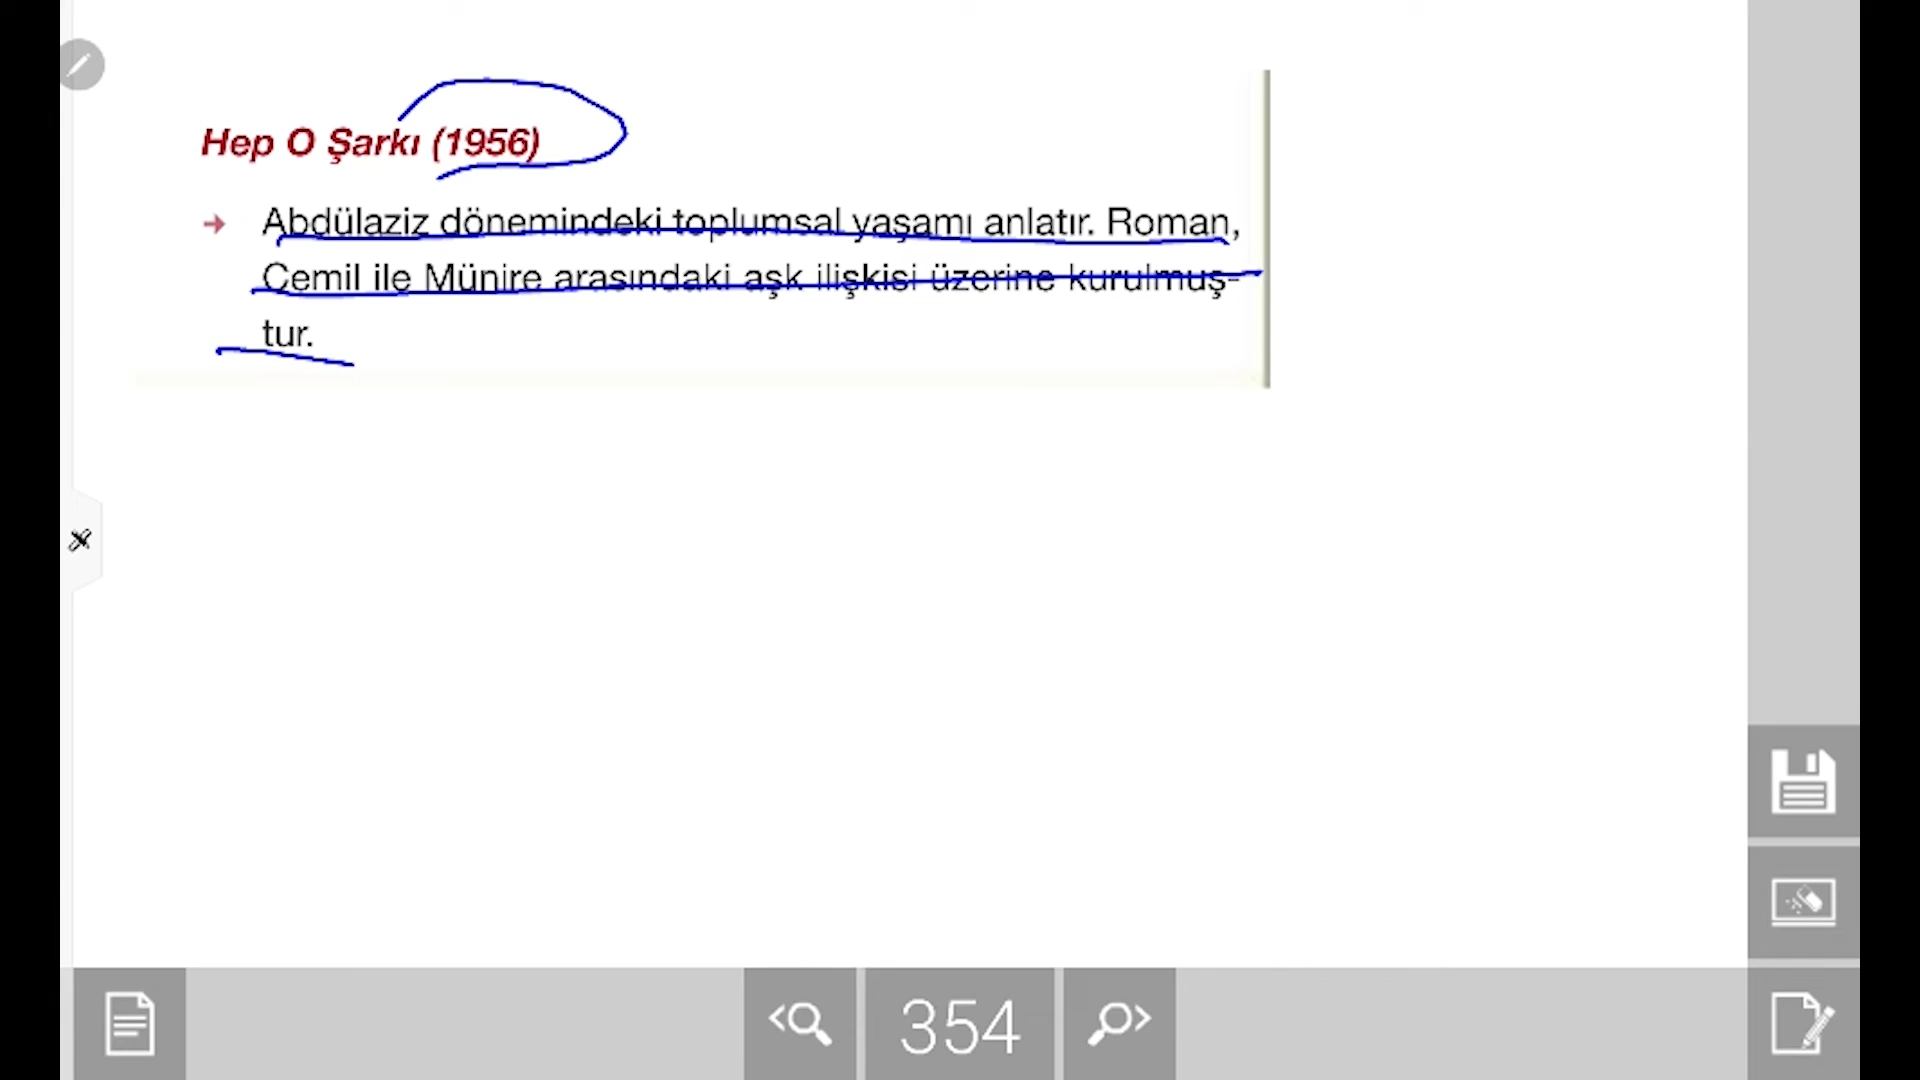 Hep O Şarkı (1956)
→ Abdülaziz dönemindeki toplumsal yaşamı anlatır. Roman,
Cemil ile Münire arasındaki aşk ilişkisi üzerine kurulmuş-
tur.
354